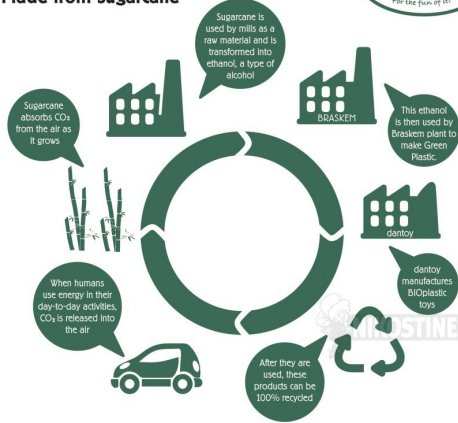 Made from sugarcane
For the fun of it!
Sugarcane is
used by mills as a
raw material and is
transformed into
ethanol, a type of
alcohol
BRASKEM
This ethanol
is then used by
Braskem plant to
make Green
Plastic.
dantoy
dantoy
manufactures
BIOplastic
toys
After they are
used, these
products can be
100% recycled
When humans
use energy in their
day-to-day activities,
CO₂ is released into
the air
Sugarcane
absorbs CO₂
from the air as
it grows